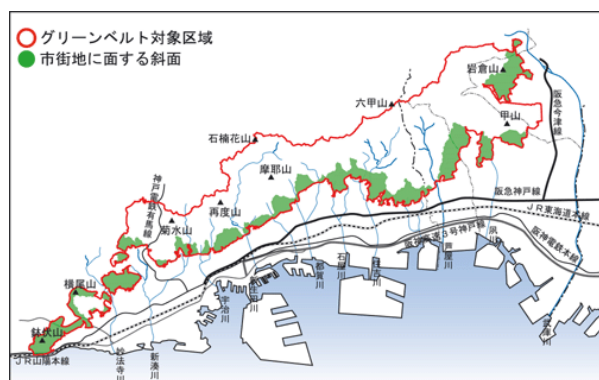 グリーンベルト対象区域
市街地に面する斜面
岩倉山
六甲山
甲山
阪急今津線
石楠花山
摩耶山
神戸電鉄有馬線
再度山
菊水山
阪急神戸線
JR東海道本線
阪神高速3号神戸線
阪神電鉄本線
横尾山
鉢伏山
JR山陽本線
妙法寺川
新湊川
宇治川
生田川
都賀川
石屋川
住吉川
芦屋川
夙川
武庫川